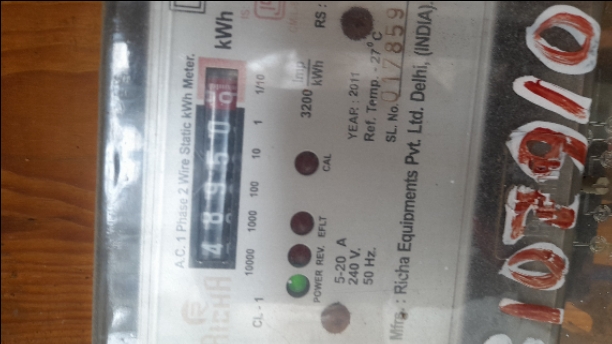 RICHA
A.C. 1 Phase 2 Wire Static kWh Meter.
48950
kWh
10000 1000 100 10 1 1/10
CL - 1
3200 Imp/kWh
RS :
POWER REV. EFLT CAL
5-20 A
240 V.
50 Hz.
YEAR : 2011
Ref. Temp. - 27°C
SL. No. 017859
Mfrs. : Richa Equipments Pvt. Ltd. Delhi, (INDIA)